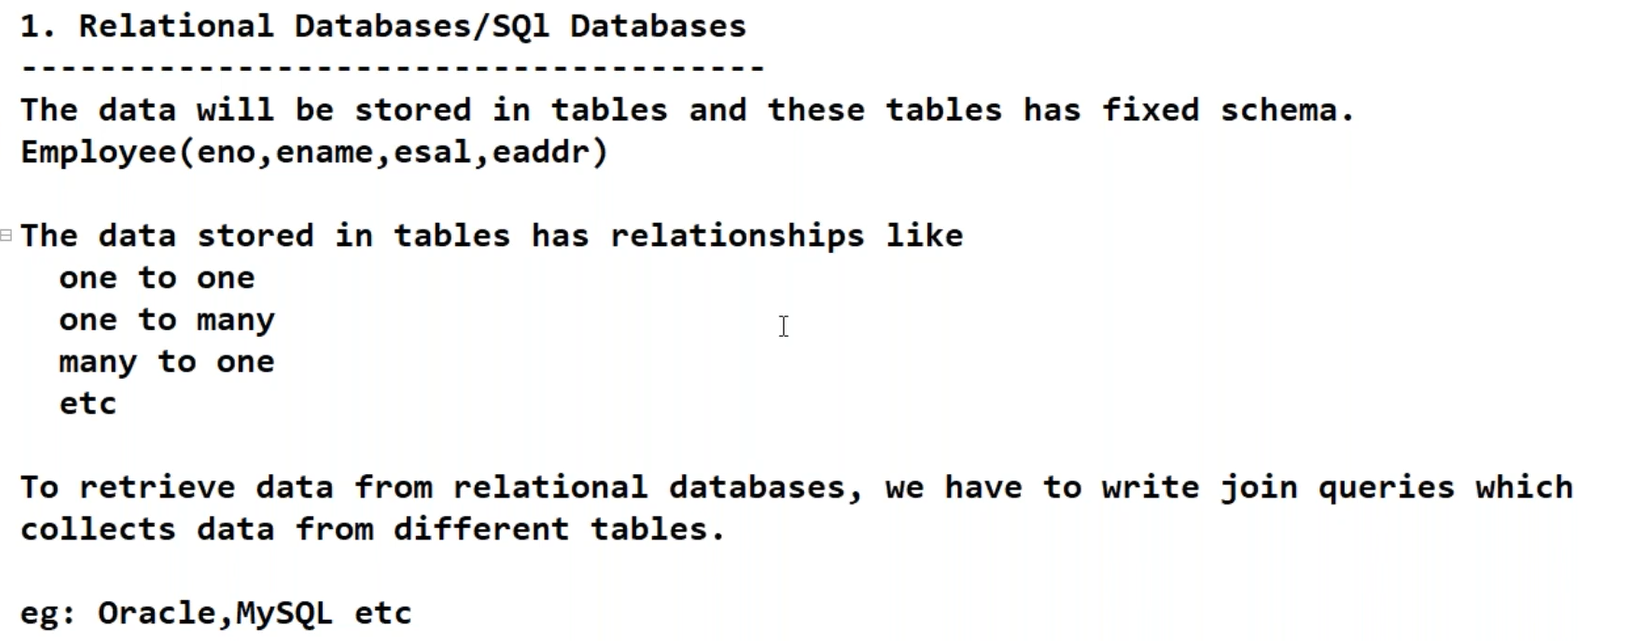 1. Relational Databases/SQl Databases
--------------------------------------
The data will be stored in tables and these tables has fixed schema.
Employee(eno,ename,esal,eaddr)
The data stored in tables has relationships like
one to one
one to many
many to one
etc
To retrieve data from relational databases, we have to write join queries which
collects data from different tables.
eg: Oracle,MySQL etc